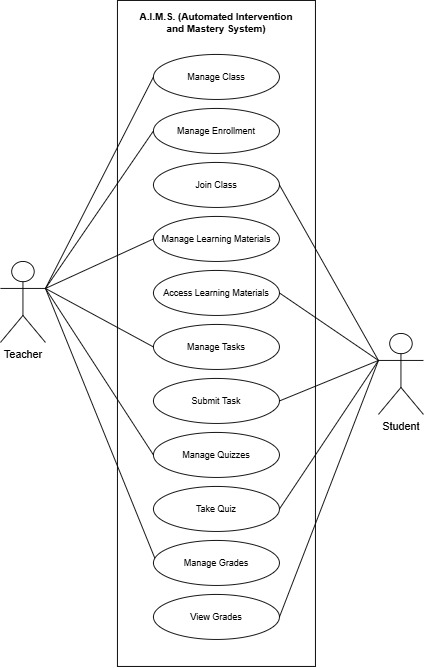 A.I.M.S. (Automated Intervention
and Mastery System)
Manage Class
Manage Enrollment
Join Class
Manage Learning Materials
Access Learning Materials
Teacher
Manage Tasks
Submit Task
Student
Manage Quizzes
Take Quiz
Manage Grades
View Grades